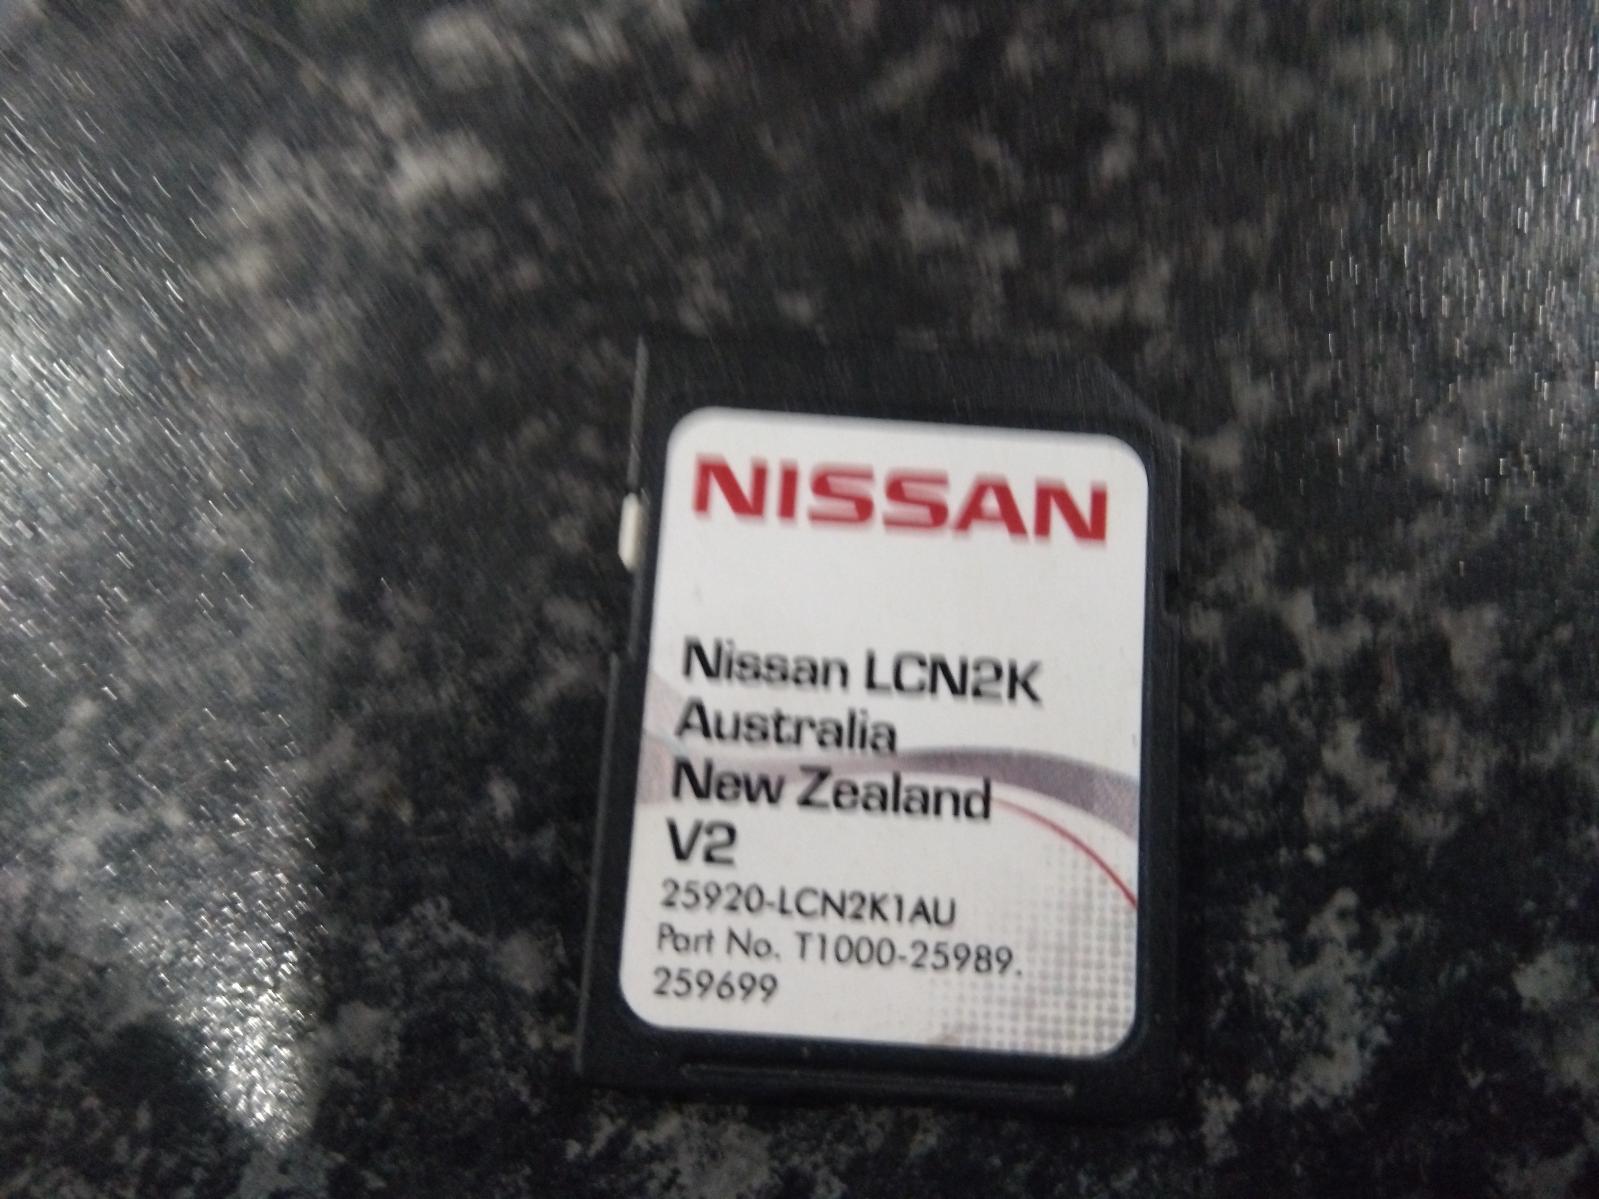 NISSAN
Nissan LCN2K
Australia
New Zealand
V2
25920-LCN2K1AU
Part No. T1000-25989.
259699